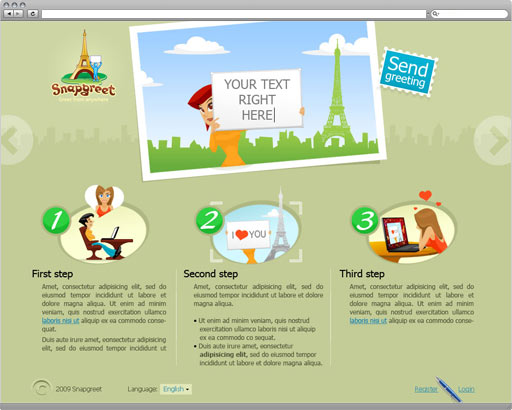 Snapgreet
Greet from anywhere
YOUR TEXT
RIGHT
HERE
Send
greeting
1
2
I YOU
3
First step
Amet, consectetur adipisicing elit, sed do
eiusmod tempor incididunt ut labore et
dolore magna aliqua. Ut enim ad minim
veniam, quis nostrud exercitation ullamco
laboris nisi ut aliquip ex ea commodo conse-
quat.
Duis aute irure amet, consectetur adipisicing
elit, sed do eiusmod tempor incididunt ut
Second step
Amet, consectetur adipisicing elit, sed do eiusmod
tempor incididunt ut labore et dolore magna aliqua.
• Ut enim ad minim veniam, quis nostrud
exercitation ullamco laboris nisi ut aliquip
ex ea commodo co sequat.
• Duis aute irure amet, consectetur
adipisicing elit, sed do eiusmod tempor
incididunt ut labore et dolore magna.
Third step
Amet, consectetur adipisicing elit, sed do
eiusmod tempor incididunt ut labore et
dolore magna aliqua. Ut enim ad minim
veniam, quis nostrud exercitation ullamco
laboris nisi ut aliquip ex ea commodo
consequat.
2009 Snapgreet
Language: English
Register
Login